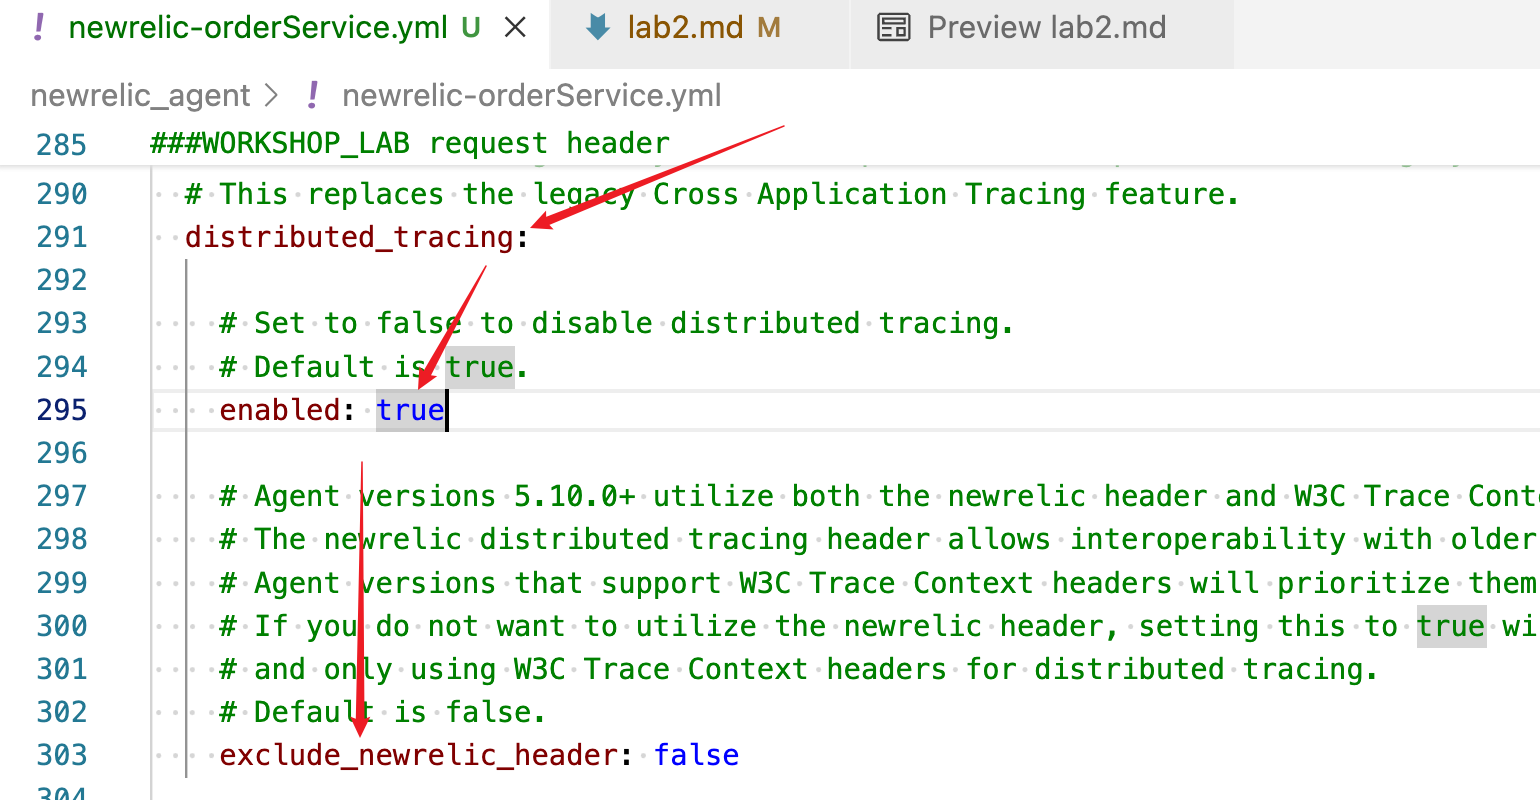 ! newrelic-orderService.yml U × lab2.md M Preview lab2.md
newrelic_agent > ! newrelic-orderService.yml
285 ###WORKSHOP_LAB request header
290 # This replaces the legacy Cross Application Tracing feature.
291 distributed_tracing:
292
293 # Set to false to disable distributed tracing.
294 # Default is true.
295 enabled: true
296
297 # Agent versions 5.10.0+ utilize both the newrelic header and W3C Trace Cont
298 # The newrelic distributed tracing header allows interoperability with older
299 # Agent versions that support W3C Trace Context headers will prioritize them
300 # If you do not want to utilize the newrelic header, setting this to true wi
301 # and only using W3C Trace Context headers for distributed tracing.
302 # Default is false.
303 exclude_newrelic_header: false
304